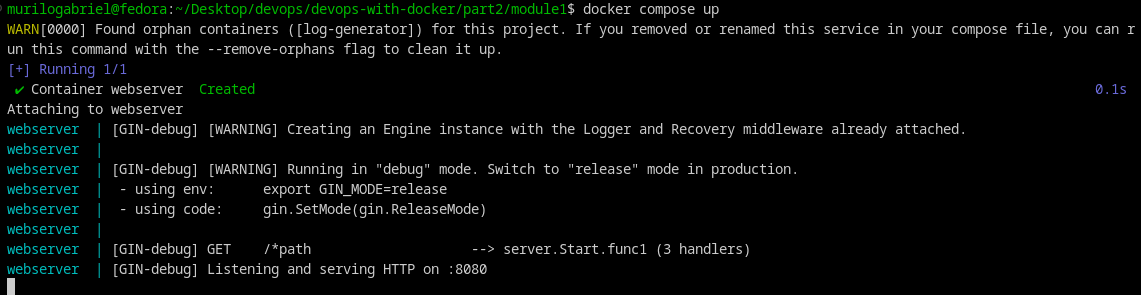 murilogabriel@fedora:~/Desktop/devops/devops-with-docker/part2/module1$ docker compose up
WARN[0000] Found orphan containers ([log-generator]) for this project. If you removed or renamed this service in your compose file, you can r
un this command with the --remove-orphans flag to clean it up.
[+] Running 1/1
 ✔ Container webserver  Created                                                                                                         0.1s
Attaching to webserver
webserver  | [GIN-debug] [WARNING] Creating an Engine instance with the Logger and Recovery middleware already attached.
webserver  |
webserver  | [GIN-debug] [WARNING] Running in "debug" mode. Switch to "release" mode in production.
webserver  |  - using env:      export GIN_MODE=release
webserver  |  - using code:     gin.SetMode(gin.ReleaseMode)
webserver  |
webserver  | [GIN-debug] GET    /*path                    --> server.Start.func1 (3 handlers)
webserver  | [GIN-debug] Listening and serving HTTP on :8080